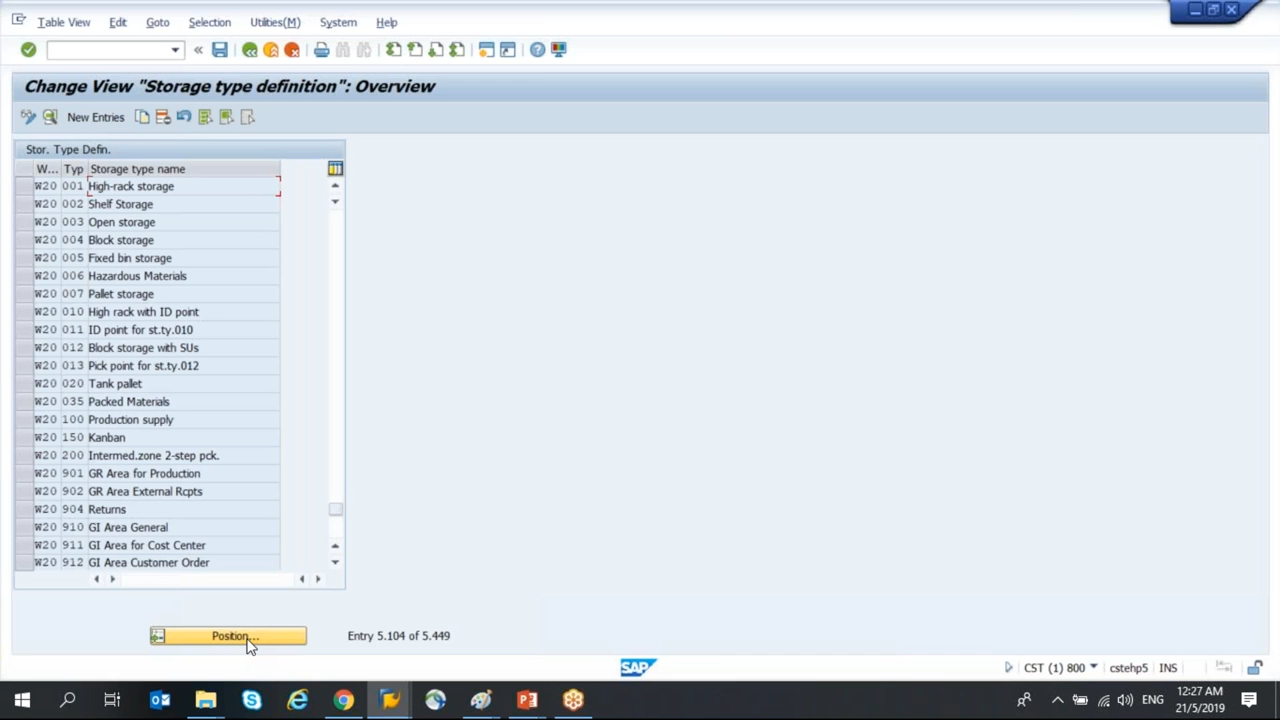 Table View Edit Goto Selection Utilities(M) System Help
Change View "Storage type definition": Overview
New Entries
Stor. Type Defin.
W... Typ Storage type name
W20 001 High-rack storage
W20 002 Shelf Storage
W20 003 Open storage
W20 004 Block storage
W20 005 Fixed bin storage
W20 006 Hazardous Materials
W20 007 Pallet storage
W20 010 High rack with ID point
W20 011 ID point for st.ty.010
W20 012 Block storage with SUs
W20 013 Pick point for st.ty.012
W20 020 Tank pallet
W20 035 Packed Materials
W20 100 Production supply
W20 150 Kanban
W20 200 Intermed.zone 2-step pck.
W20 901 GR Area for Production
W20 902 GR Area External Rcpts
W20 904 Returns
W20 910 GI Area General
W20 911 GI Area for Cost Center
W20 912 GI Area Customer Order
Position... Entry 5.104 of 5.449
SAP CST (1) 800 cstehp5 INS
ENG 12:27 AM
21/5/2019